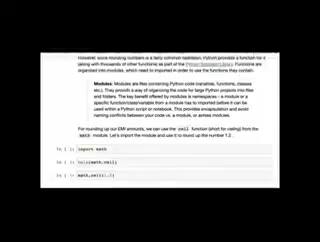 However, since rounding numbers is a fairly common operation, Python provides a function for it
(along with thousands of other functions) as part of the Python Standard Library. Functions are
organized into modules, which need to imported in order to use the functions they contain.
Modules: Modules are files containing Python code (variables, functions, classes
etc.). They provide a way of organizing the code for large Python projects into files
and folders. The key benefit offered by modules is namespaces - a module or a
specific function/class/variable from a module has to imported before it can be
used within a Python script or notebook. This provides encapsulation and avoid
naming conflicts between your code vs. a module, or across modules.
For rounding up our EMI amounts, we can use the ceil function (short for ceiling) from the
math module. Let's import the module and use it to round up the number 1.2 .
In [ ]: import math
In [ ]: help(math.ceil)
In [ ]: math.ceil(1.2)